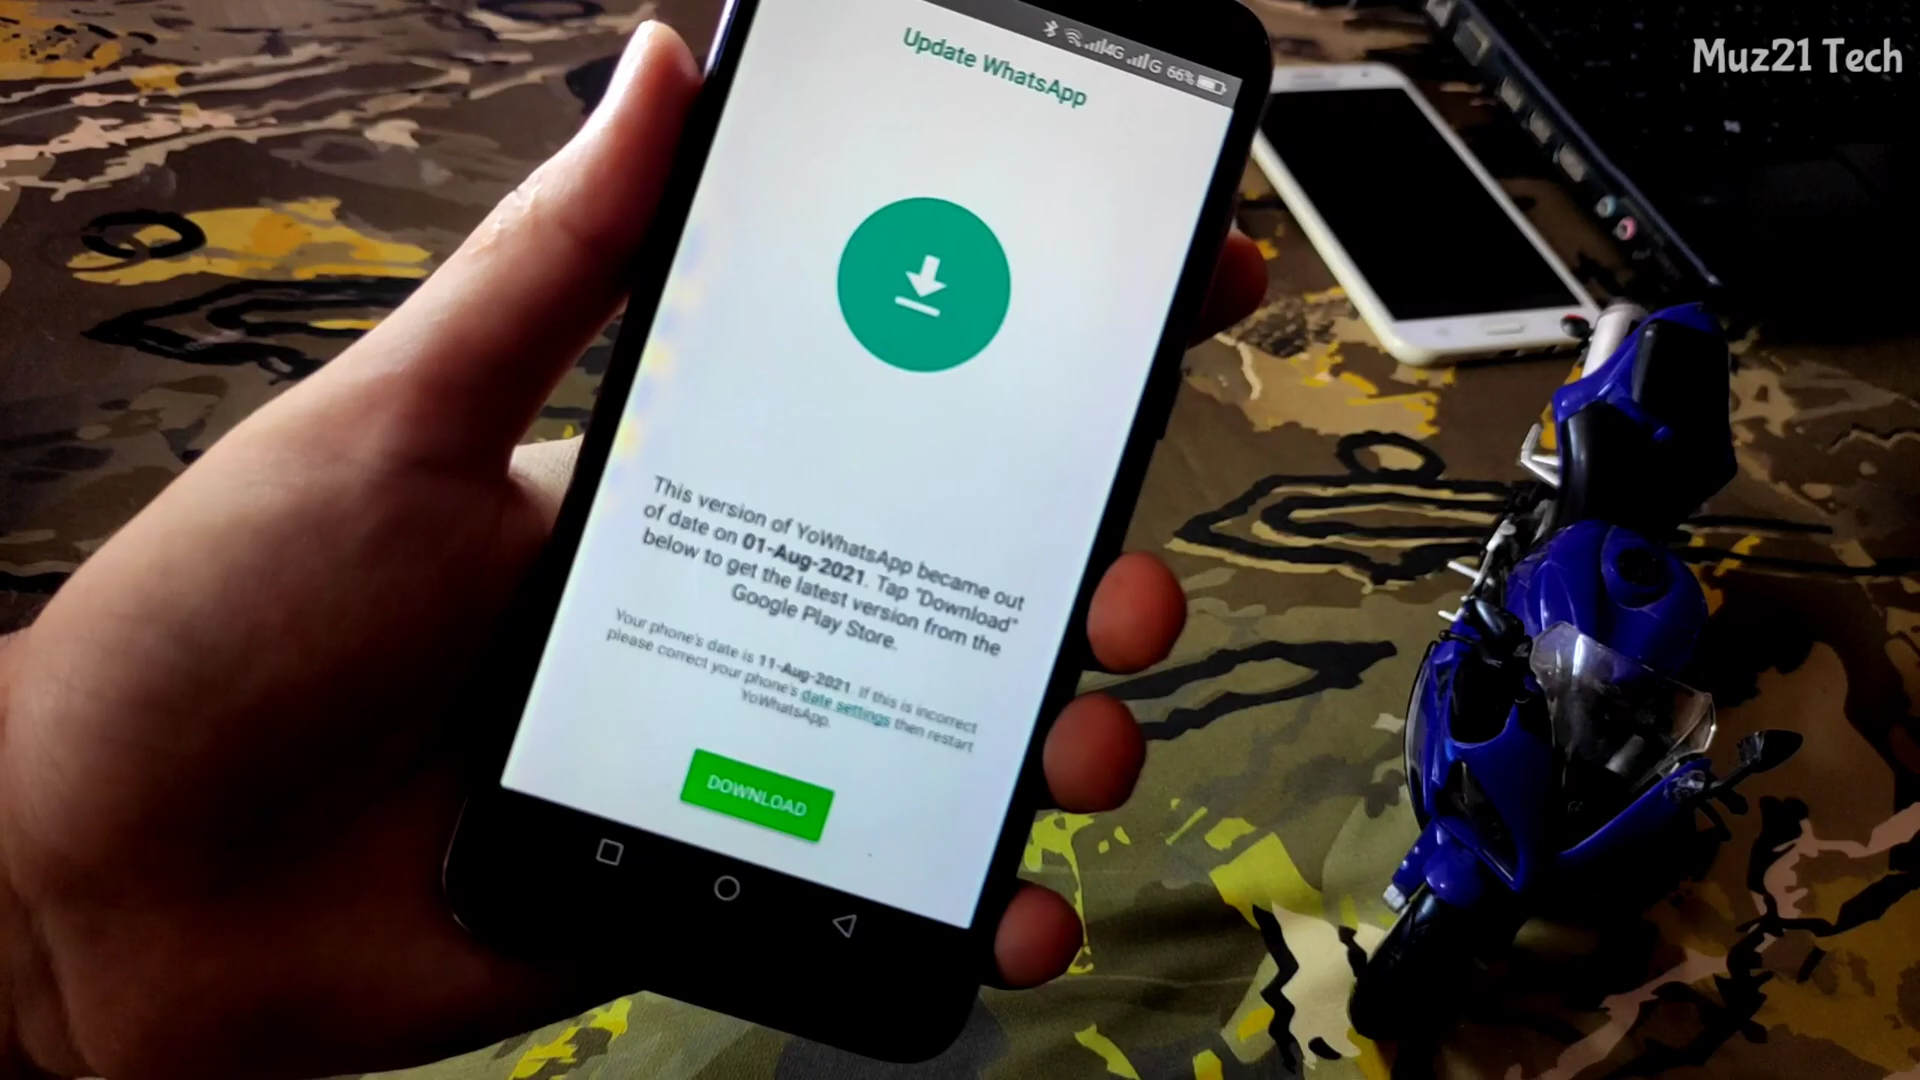 Muz21 Tech
4G G 66%
Update WhatsApp
This version of YoWhatsApp became out
of date on 01-Aug-2021. Tap "Download"
below to get the latest version from the
Google Play Store.
Your phone's date is 11-Aug-2021. If this is incorrect
please correct your phone's date settings then restart
YoWhatsApp.
DOWNLOAD